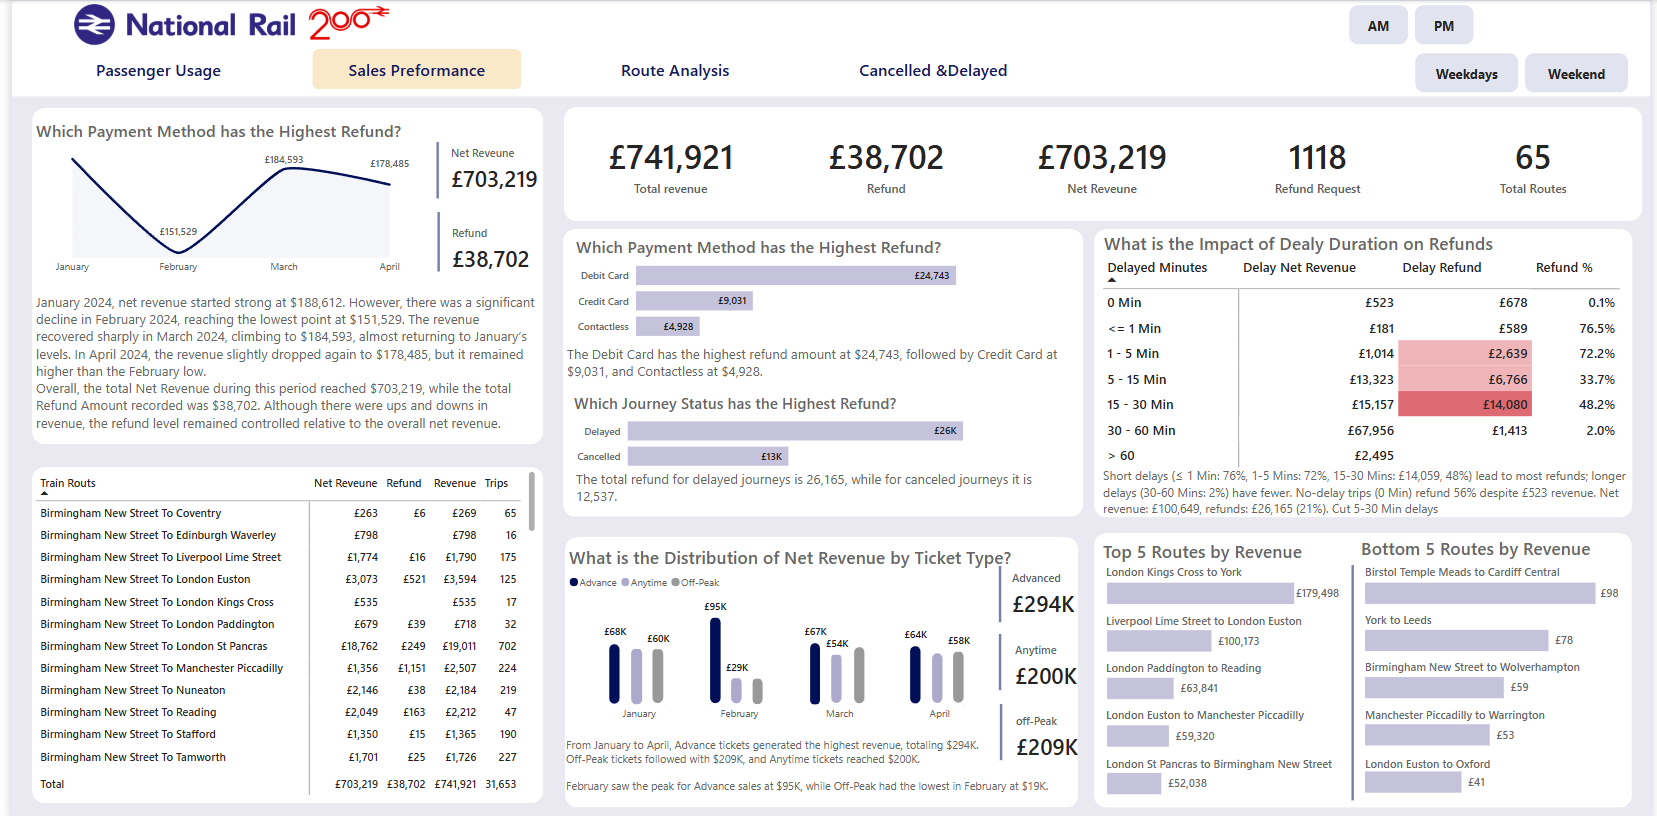 National Rail 200
AM PM
Passenger Usage Sales Preformance Route Analysis Cancelled &Delayed
Weekdays Weekend
Which Payment Method has the Highest Refund?
£184,593
£178,485
£151,529
January February March April
Net Reveune
£703,219
Refund
£38,702
January 2024, net revenue started strong at $188,612. However, there was a significant
decline in February 2024, reaching the lowest point at $151,529. The revenue
recovered sharply in March 2024, climbing to $184,593, almost returning to January's
levels. In April 2024, the revenue slightly dropped again to $178,485, but it remained
higher than the February low.
Overall, the total Net Revenue during this period reached $703,219, while the total
Refund Amount recorded was $38,702. Although there were ups and downs in
revenue, the refund level remained controlled relative to the overall net revenue.
£741,921 £38,702 £703,219 1118 65
Total revenue Refund Net Reveune Refund Request Total Routes
Which Payment Method has the Highest Refund?
Debit Card £24,743
Credit Card £9,031
Contactless £4,928
The Debit Card has the highest refund amount at $24,743, followed by Credit Card at
$9,031, and Contactless at $4,928.
Which Journey Status has the Highest Refund?
Delayed £26K
Cancelled £13K
The total refund for delayed journeys is 26,165, while for canceled journeys it is
12,537.
What is the Impact of Dealy Duration on Refunds
Delayed Minutes Delay Net Revenue Delay Refund Refund %
0 Min £523 £678 0.1%
<= 1 Min £181 £589 76.5%
1 - 5 Min £1,014 £2,639 72.2%
5 - 15 Min £13,323 £6,766 33.7%
15 - 30 Min £15,157 £14,080 48.2%
30 - 60 Min £67,956 £1,413 2.0%
> 60 £2,495
Short delays (≤ 1 Min: 76%, 1-5 Mins: 72%, 15-30 Mins: £14,059, 48%) lead to most refunds; longer
delays (30-60 Mins: 2%) have fewer. No-delay trips (0 Min) refund 56% despite £523 revenue. Net
revenue: £100,649, refunds: £26,165 (21%). Cut 5-30 Min delays
Train Routs Net Reveune Refund Revenue Trips
Birmingham New Street To Coventry £263 £6 £269 65
Birmingham New Street To Edinburgh Waverley £798 £798 16
Birmingham New Street To Liverpool Lime Street £1,774 £16 £1,790 175
Birmingham New Street To London Euston £3,073 £521 £3,594 125
Birmingham New Street To London Kings Cross £535 £535 17
Birmingham New Street To London Paddington £679 £39 £718 32
Birmingham New Street To London St Pancras £18,762 £249 £19,011 702
Birmingham New Street To Manchester Piccadilly £1,356 £1,151 £2,507 224
Birmingham New Street To Nuneaton £2,146 £38 £2,184 219
Birmingham New Street To Reading £2,049 £163 £2,212 47
Birmingham New Street To Stafford £1,350 £15 £1,365 190
Birmingham New Street To Tamworth £1,701 £25 £1,726 227
Total £703,219 £38,702 £741,921 31,653
What is the Distribution of Net Revenue by Ticket Type?
Advance Anytime Off-Peak
£68K £60K £95K £29K £67K £54K £64K £58K
January February March April
Advanced
£294K
Anytime
£200K
off-Peak
£209K
From January to April, Advance tickets generated the highest revenue, totaling $294K.
Off-Peak tickets followed with $209K, and Anytime tickets reached $200K.
February saw the peak for Advance sales at $95K, while Off-Peak had the lowest in February at $19K.
Top 5 Routes by Revenue
London Kings Cross to York
£179,498
Liverpool Lime Street to London Euston
£100,173
London Paddington to Reading
£63,841
London Euston to Manchester Piccadilly
£59,320
London St Pancras to Birmingham New Street
£52,038
Bottom 5 Routes by Revenue
Birstol Temple Meads to Cardiff Central
£98
York to Leeds
£78
Birmingham New Street to Wolverhampton
£59
Manchester Piccadilly to Warrington
£53
London Euston to Oxford
£41